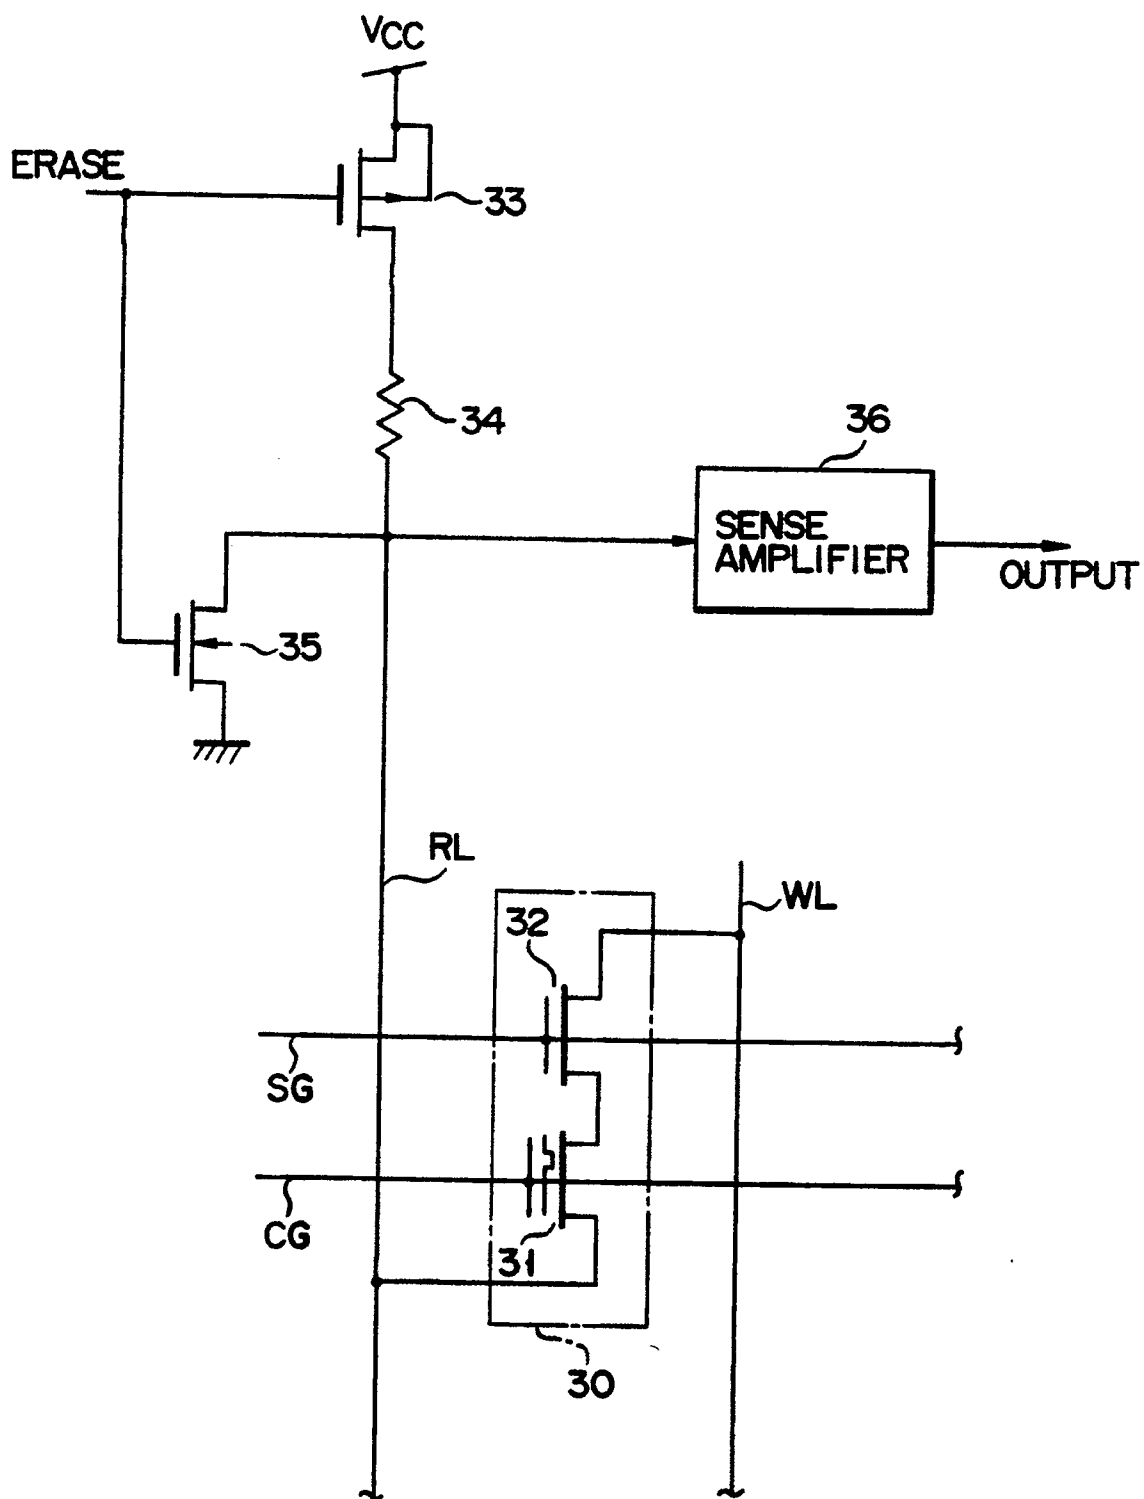 VCC
ERASE
33
34
36
SENSE
AMPLIFIER
OUTPUT
35
RL
WL
32
SG
CG
31
30